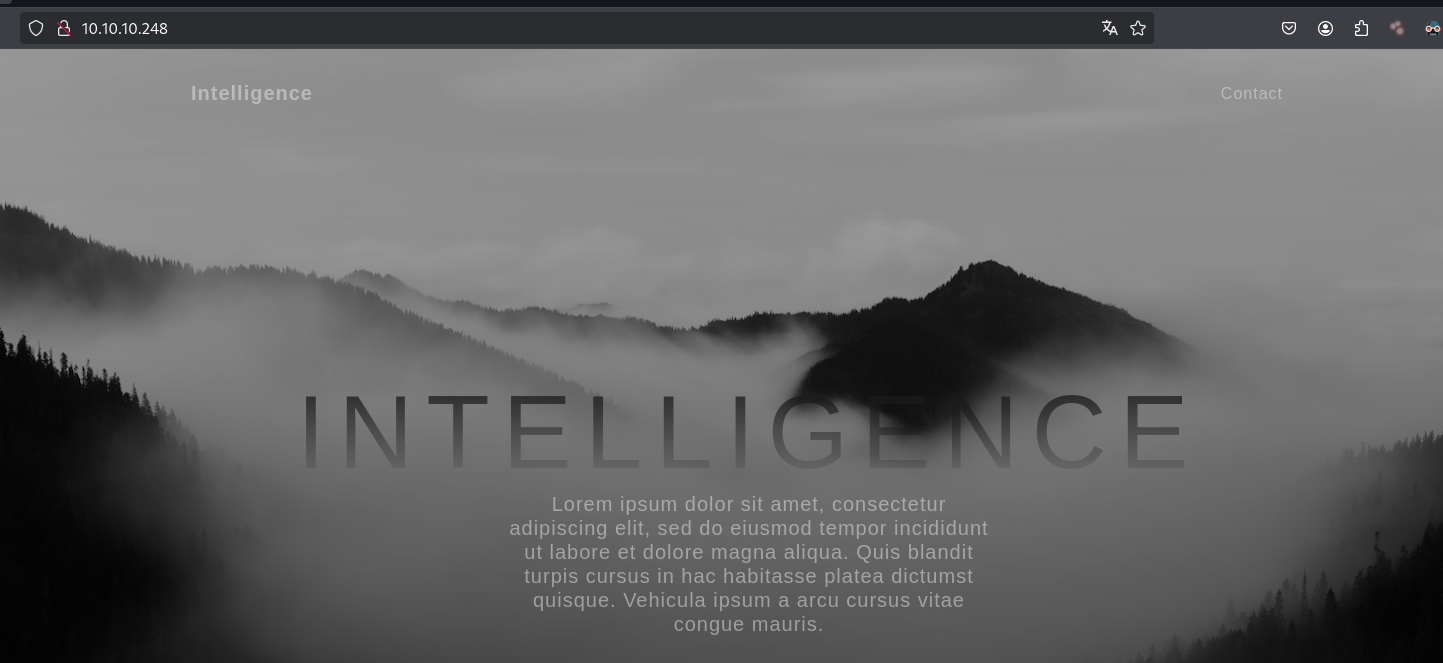 10.10.10.248
Intelligence
Contact
INTELLIGENCE
Lorem ipsum dolor sit amet, consectetur
adipiscing elit, sed do eiusmod tempor incididunt
ut labore et dolore magna aliqua. Quis blandit
turpis cursus in hac habitasse platea dictumst
quisque. Vehicula ipsum a arcu cursus vitae
congue mauris.